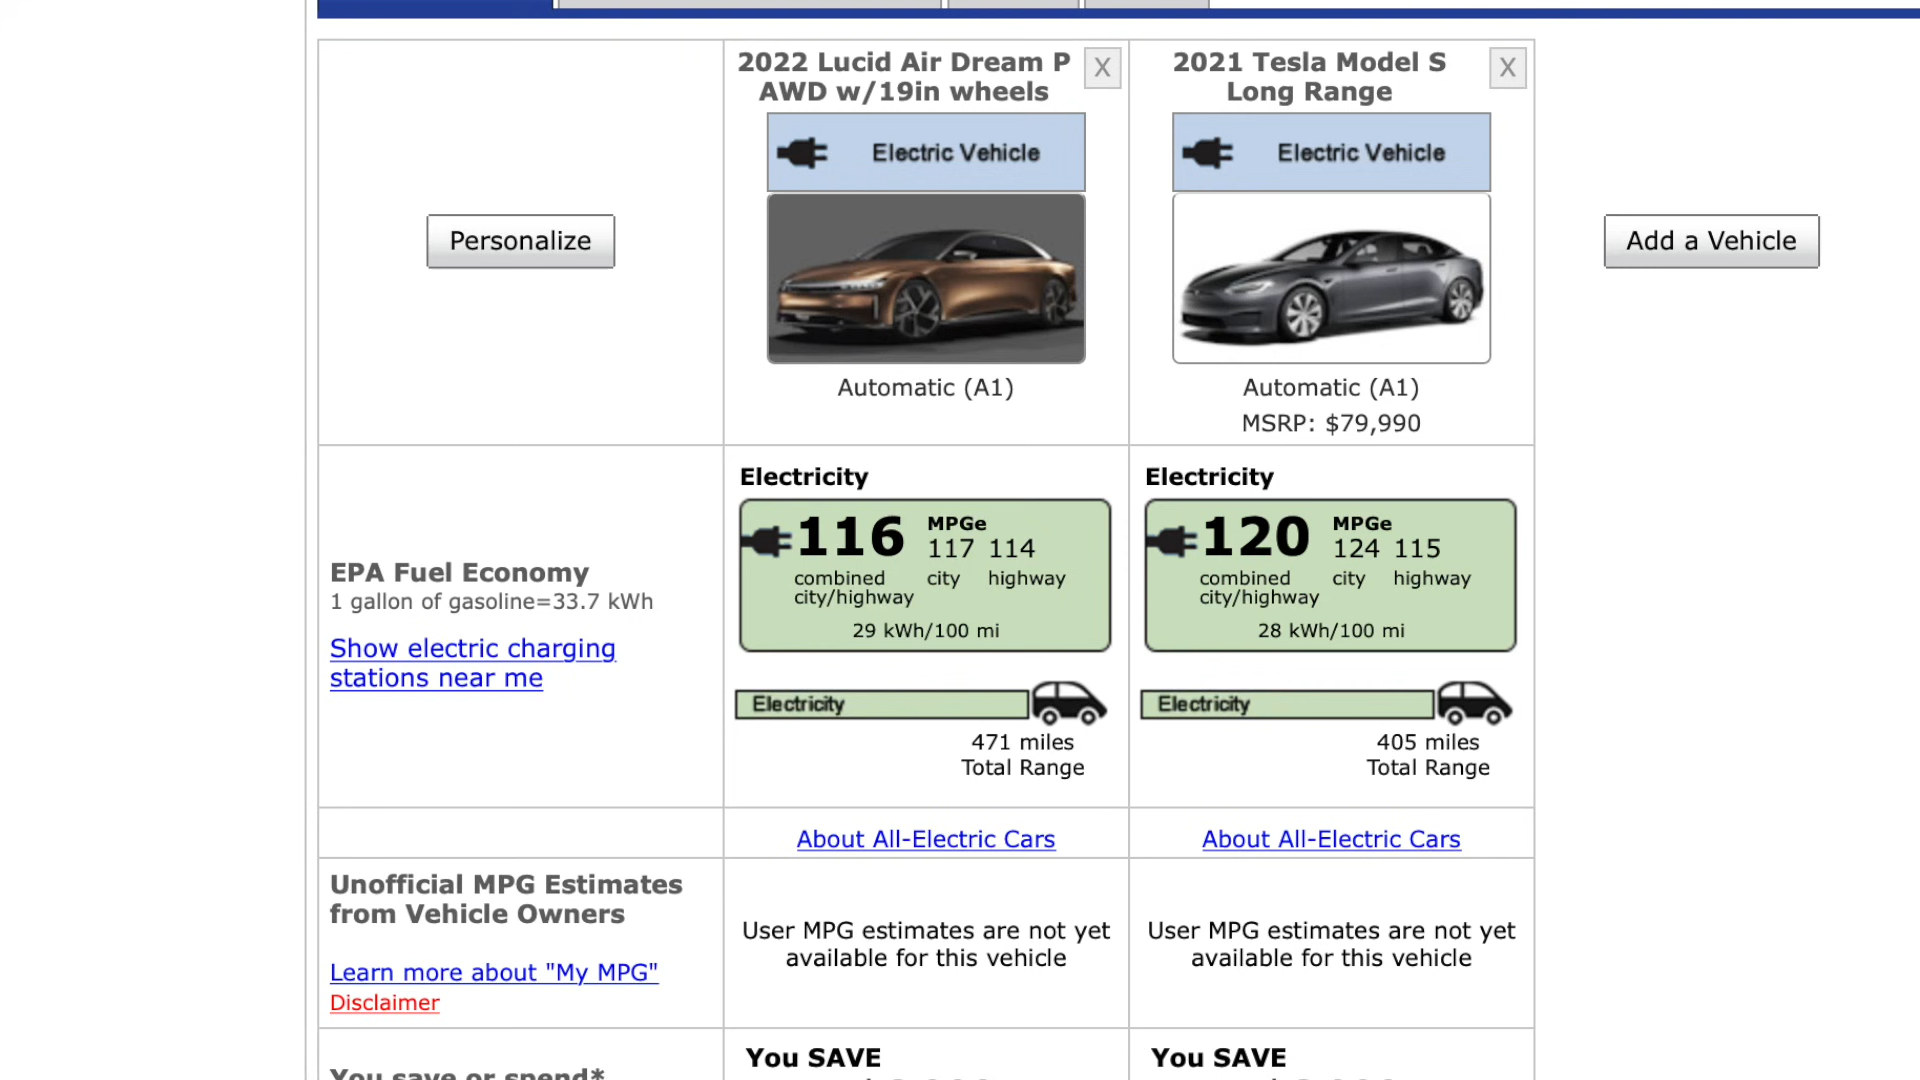 2022 Lucid Air Dream P
AWD w/19in wheels
X
2021 Tesla Model S
Long Range
X
Electric Vehicle
Electric Vehicle
Personalize
Add a Vehicle
Automatic (A1)
Automatic (A1)
MSRP: $79,990
EPA Fuel Economy
1 gallon of gasoline=33.7 kWh
Show electric charging
stations near me
Electricity
116
MPGe
117 114
combined
city/highway
city highway
29 kWh/100 mi
Electricity
471 miles
Total Range
Electricity
120
MPGe
124 115
combined
city/highway
city highway
28 kWh/100 mi
Electricity
405 miles
Total Range
About All-Electric Cars
About All-Electric Cars
Unofficial MPG Estimates
from Vehicle Owners
Learn more about "My MPG"
Disclaimer
User MPG estimates are not yet
available for this vehicle
User MPG estimates are not yet
available for this vehicle
You save or spend*
You SAVE
You SAVE